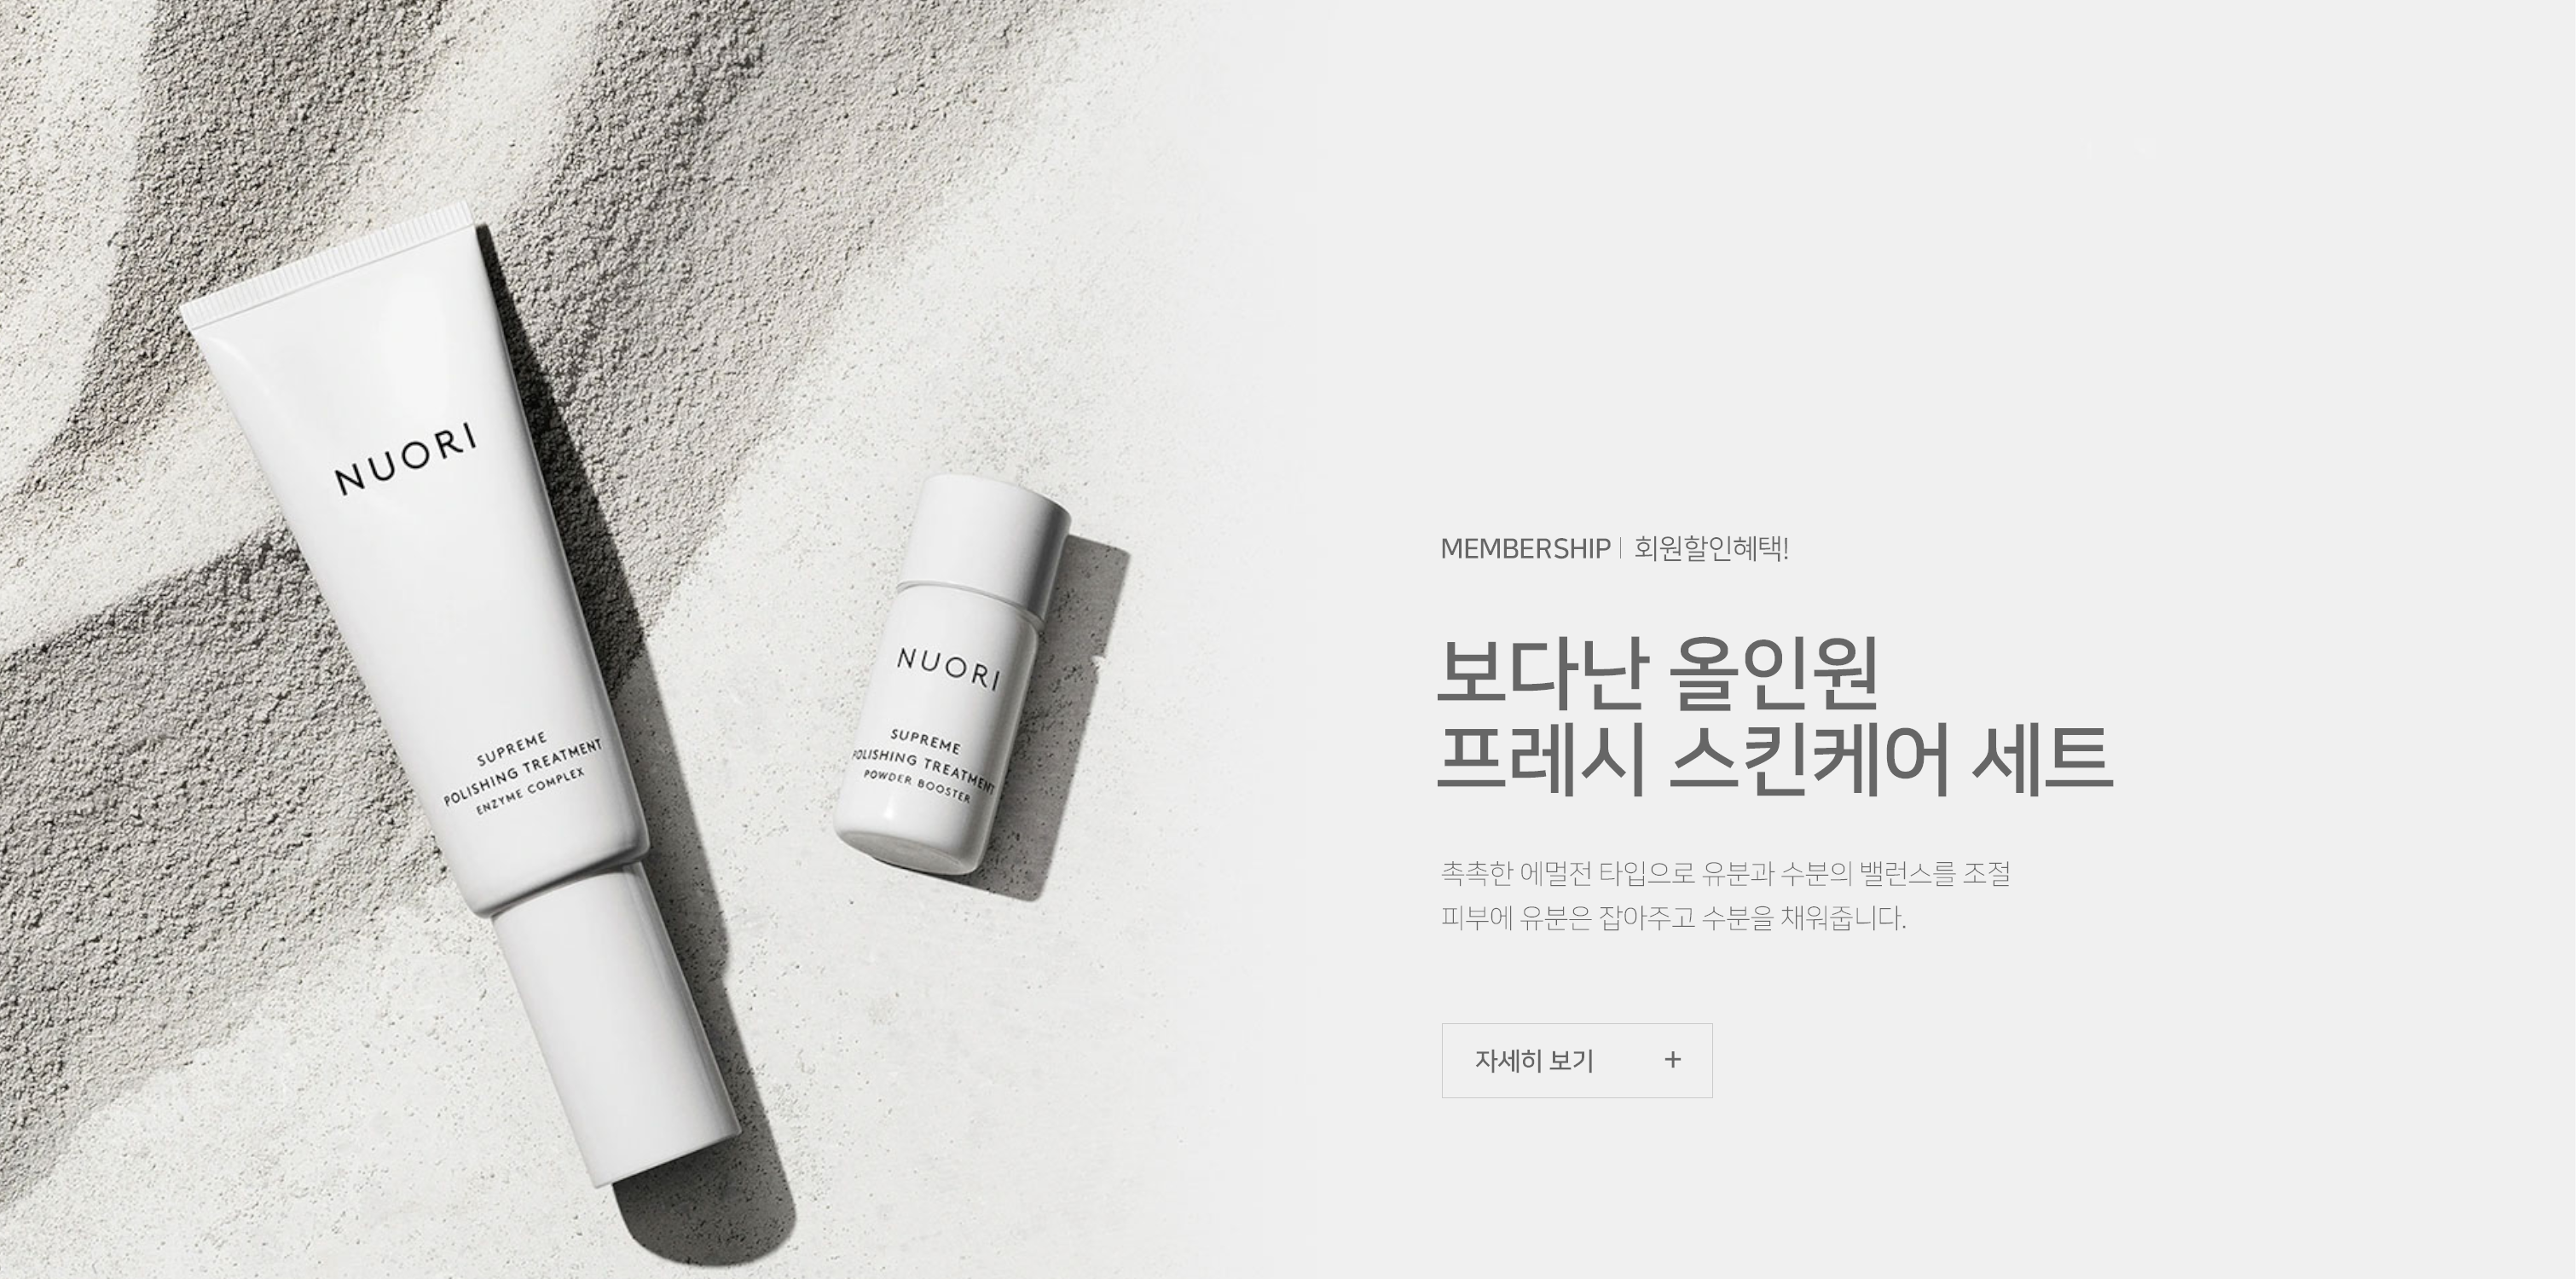 NUORI
SUPREME
POLISHING TREATMENT
ENZYME COMPLEX
NUORI
SUPREME
POLISHING TREATMENT
POWDER BOOSTER
MEMBERSHIP | 회원할인혜택!
보다난 올인원
프레시 스킨케어 세트
촉촉한 에멀전 타입으로 유분과 수분의 밸런스를 조절
피부에 유분은 잡아주고 수분을 채워줍니다.
자세히 보기 +